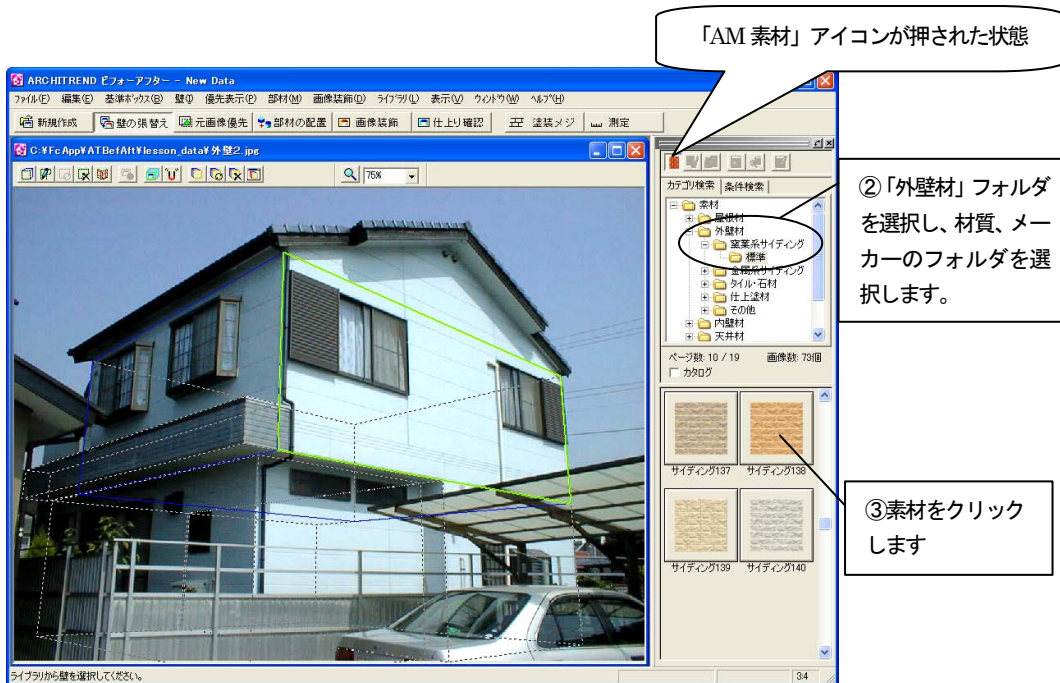 「AM 素材」アイコンが押された状態
ARCHITREND ビフォーアフター - New Data
ファイル(F) 編集(E) 基準ボックス(B) 壁(I) 優先表示(P) 部材(M) 画像装飾(D) ライブラリ(L) 表示(V) ウィンドウ(W) ヘルプ(H)
新規作成 壁の張替え 元画像優先 部材の配置 画像装飾 仕上り確認 塗装メジ 測定
C:¥FcApp¥ATBefAft¥lesson_data¥外壁2.jpg
75%
カテゴリ検索 条件検索
素材
屋根材
外壁材
窯業系サイディング
標準
金属系サイディング
タイル・石材
仕上塗材
その他
内壁材
天井材
ページ数: 10 / 19 画像数: 73個
カタログ
サイディング137 サイディング138
サイディング139 サイディング140
②「外壁材」フォルダ
を選択し、材質、メー
カーのフォルダを選
択します。
③素材をクリック
します
ライブラリから壁を選択してください。
3:4